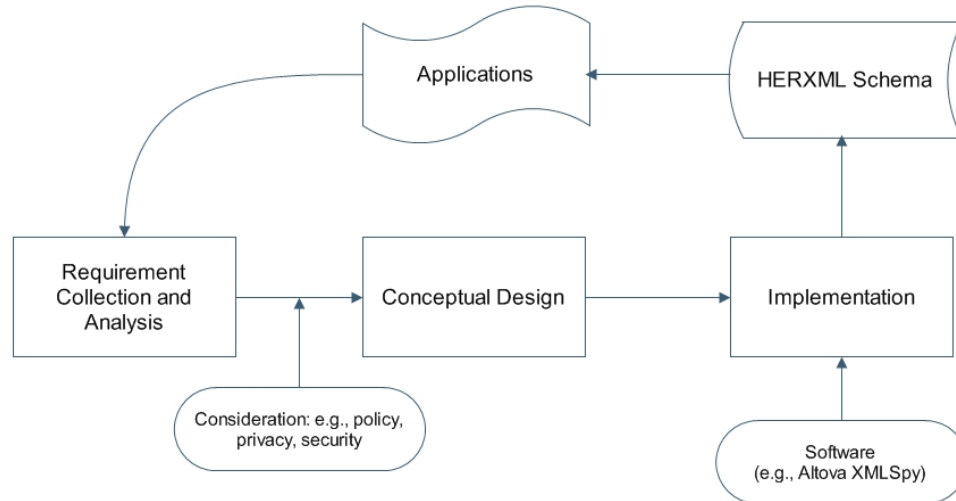 Applications
HERXML Schema
Requirement
Collection and
Analysis
Conceptual Design
Implementation
Consideration: e.g., policy,
privacy, security
Software
(e.g., Altova XMLSpy)